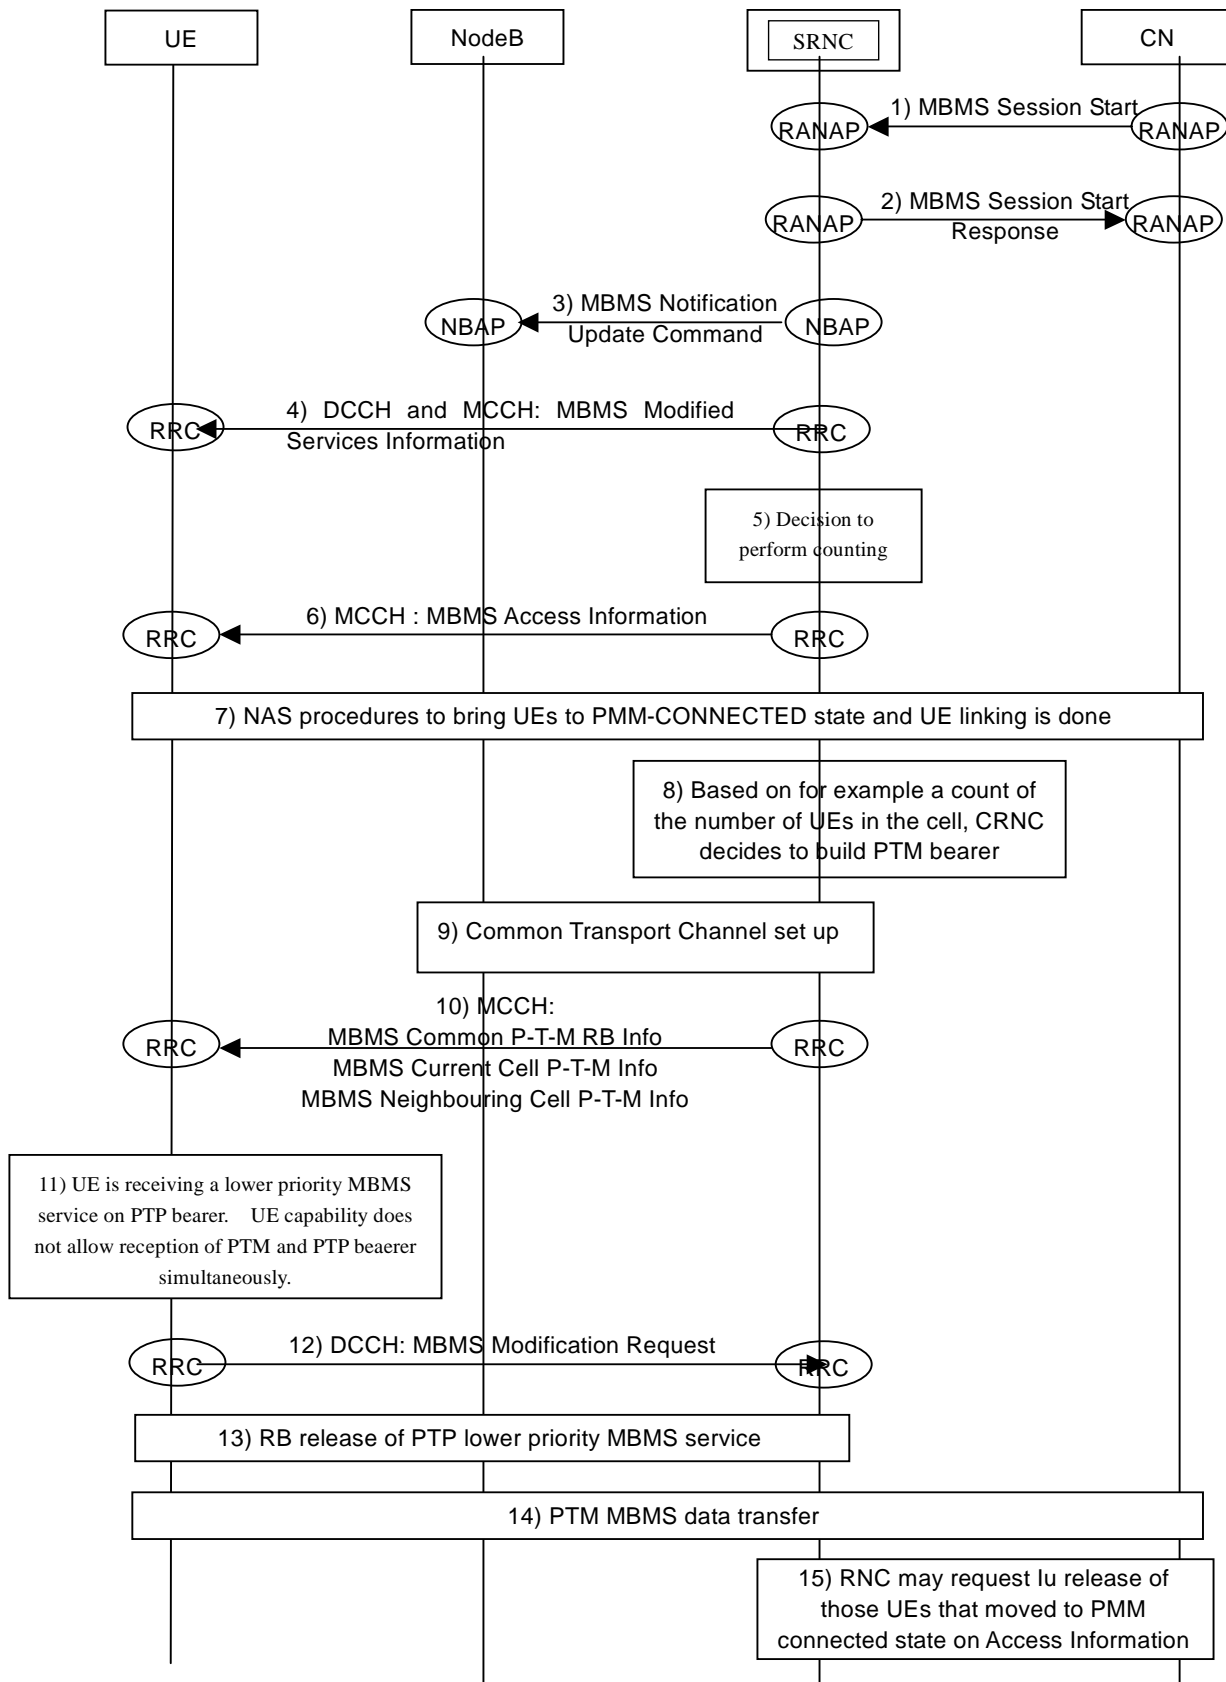 UE
NodeB
SRNC
CN
1) MBMS Session Start
RANAP
RANAP
2) MBMS Session Start
Response
RANAP
RANAP
3) MBMS Notification
Update Command
NBAP
NBAP
4) DCCH and MCCH: MBMS Modified
Services Information
RRC
RRC
5) Decision to
perform counting
6) MCCH : MBMS Access Information
RRC
RRC
7) NAS procedures to bring UEs to PMM-CONNECTED state and UE linking is done
8) Based on for example a count of
the number of UEs in the cell, CRNC
decides to build PTM bearer
9) Common Transport Channel set up
10) MCCH:
MBMS Common P-T-M RB Info
MBMS Current Cell P-T-M Info
MBMS Neighbouring Cell P-T-M Info
RRC
RRC
11) UE is receiving a lower priority MBMS
service on PTP bearer. UE capability does
not allow reception of PTM and PTP beaerer
simultaneously.
12) DCCH: MBMS Modification Request
RRC
RRC
13) RB release of PTP lower priority MBMS service
14) PTM MBMS data transfer
15) RNC may request Iu release of
those UEs that moved to PMM
connected state on Access Information